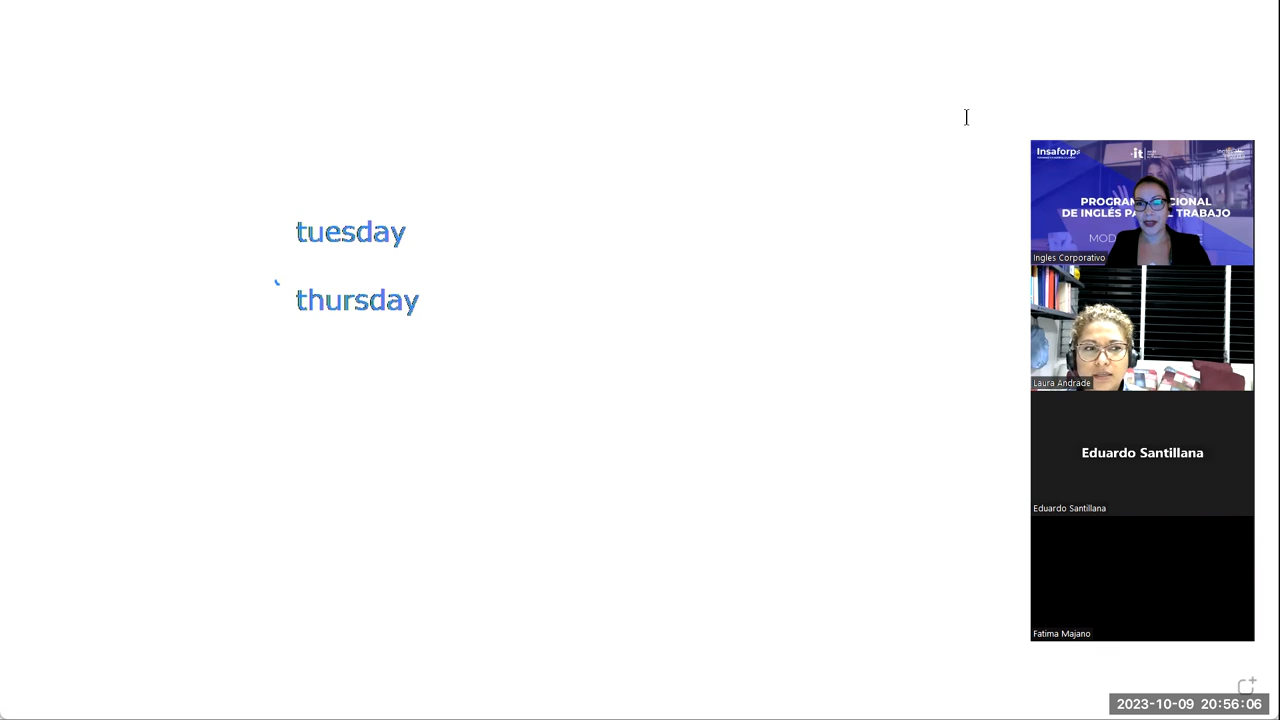 tuesday
thursday
Insaforp
it
PROGRAM
CIONAL
DE INGLÉS PA
L TRABAJO
MOD
Ingles Corporativo
Laura Andrade
Eduardo Santillana
Eduardo Santillana
Fatima Majano
2023-10-09 20:56:06